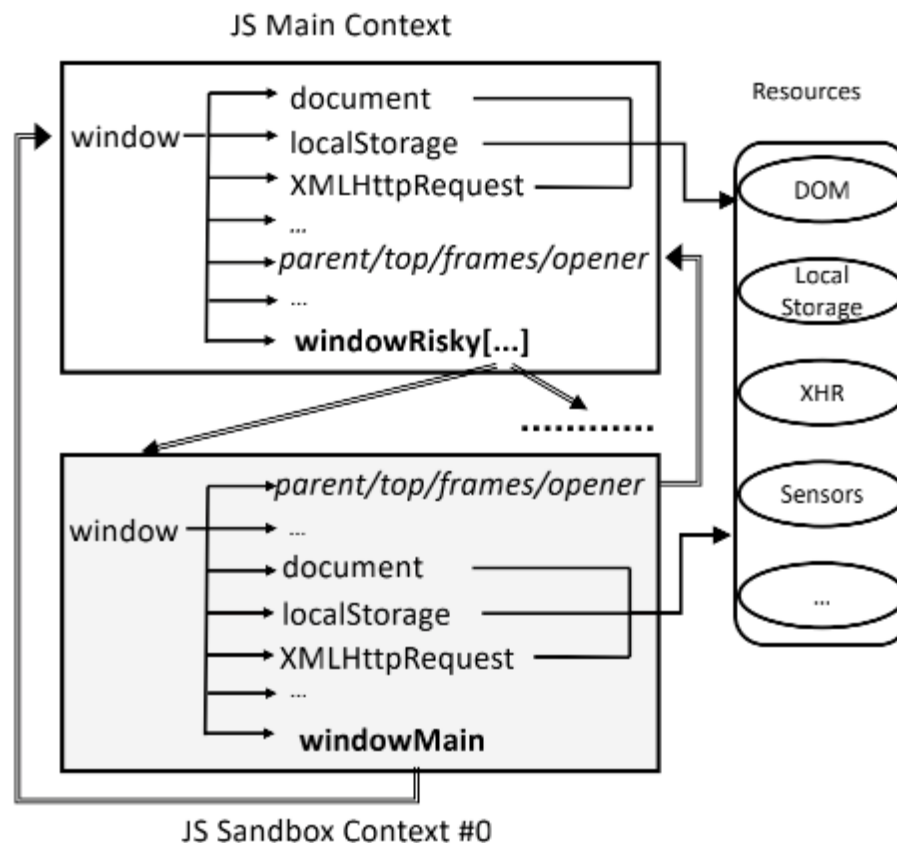 JS Main Context
window
document
localStorage
XMLHttpRequest
...
parent/top/frames/opener
...
windowRisky[...]
Resources
DOM
Local
Storage
XHR
Sensors
...
window
parent/top/frames/opener
...
document
localStorage
XMLHttpRequest
...
windowMain
JS Sandbox Context #0